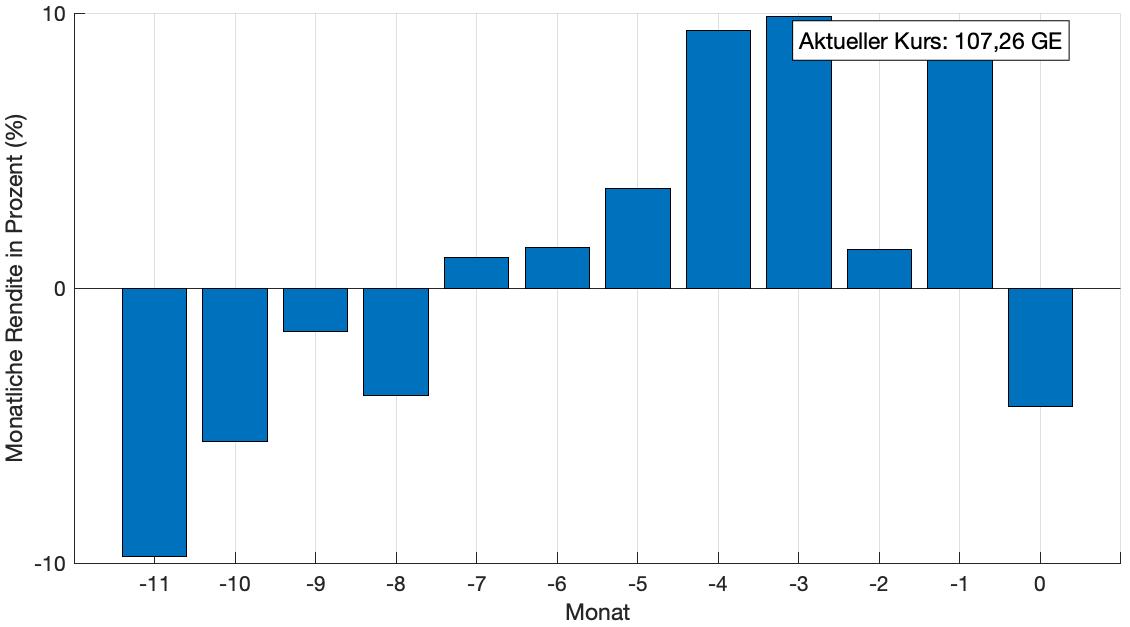 10
Aktueller Kurs: 107,26 GE
Monatliche Rendite in Prozent (%)
0
-10
-11 -10 -9 -8 -7 -6 -5 -4 -3 -2 -1 0
Monat